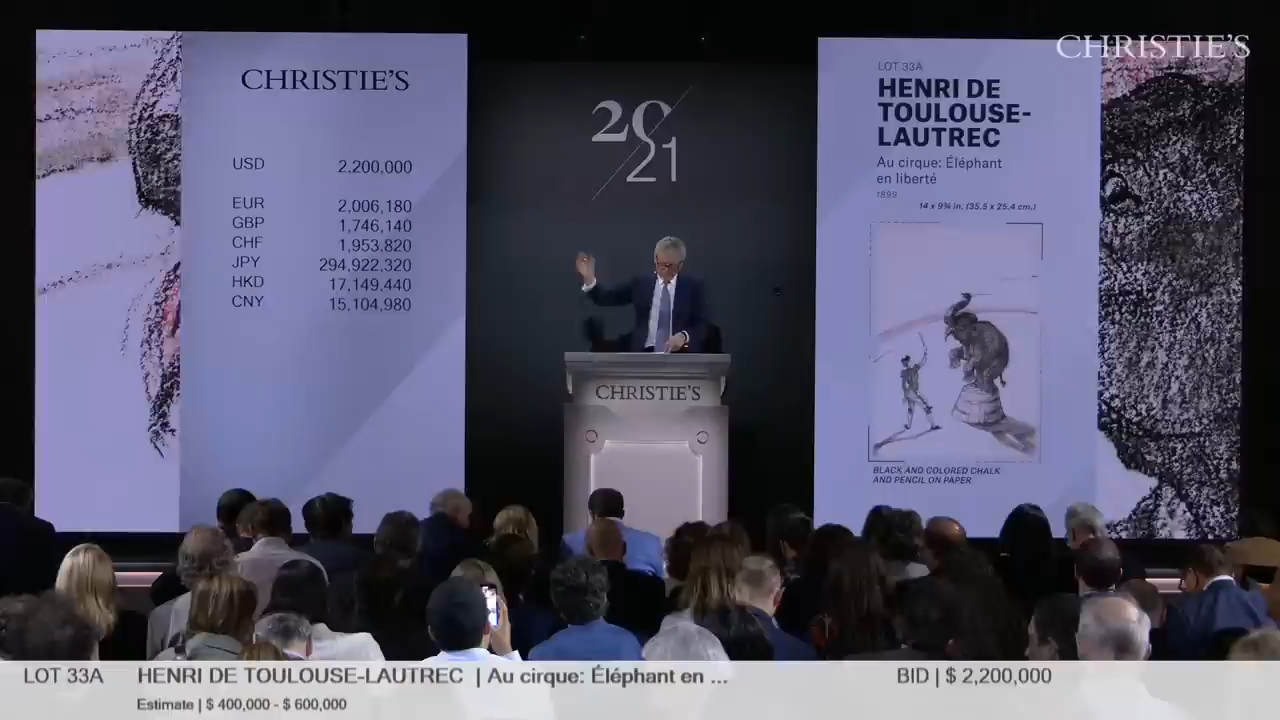 CHRISTIE'S
USD 2,200,000
EUR 2,006,180
GBP 1,746,140
CHF 1,953,820
JPY 294,922,320
HKD 17,149,440
CNY 15,104,980
20/21
CHRISTIE'S
CHRISTIE'S
LOT 33A
HENRI DE
TOULOUSE-
LAUTREC
Au cirque: Éléphant
en liberté
1899
14 x 9¾ in. (35.5 x 25.4 cm.)
BLACK AND COLORED CHALK
AND PENCIL ON PAPER
LOT 33A HENRI DE TOULOUSE-LAUTREC | Au cirque: Éléphant en ... BID | $ 2,200,000
Estimate | $ 400,000 - $ 600,000